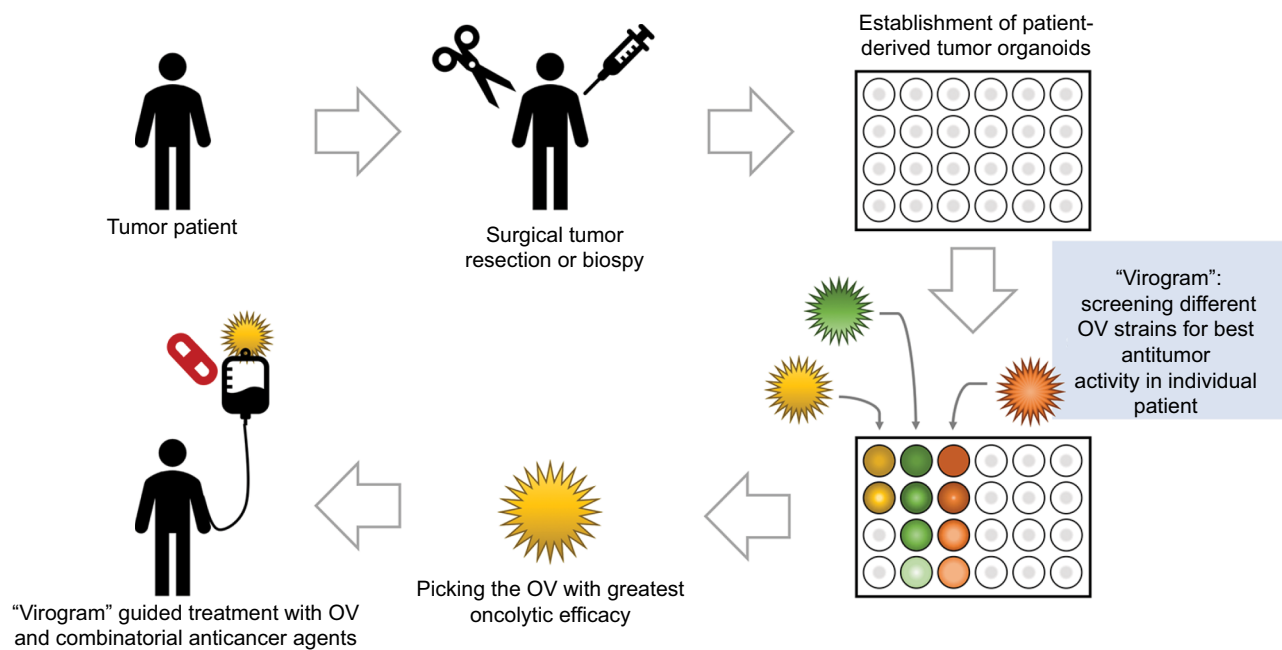 Tumor patient
Surgical tumor
resection or biospy
Establishment of patient-
derived tumor organoids
“Virogram”:
screening different
OV strains for best
antitumor
activity in individual
patient
Picking the OV with greatest
oncolytic efficacy
“Virogram” guided treatment with OV
and combinatorial anticancer agents